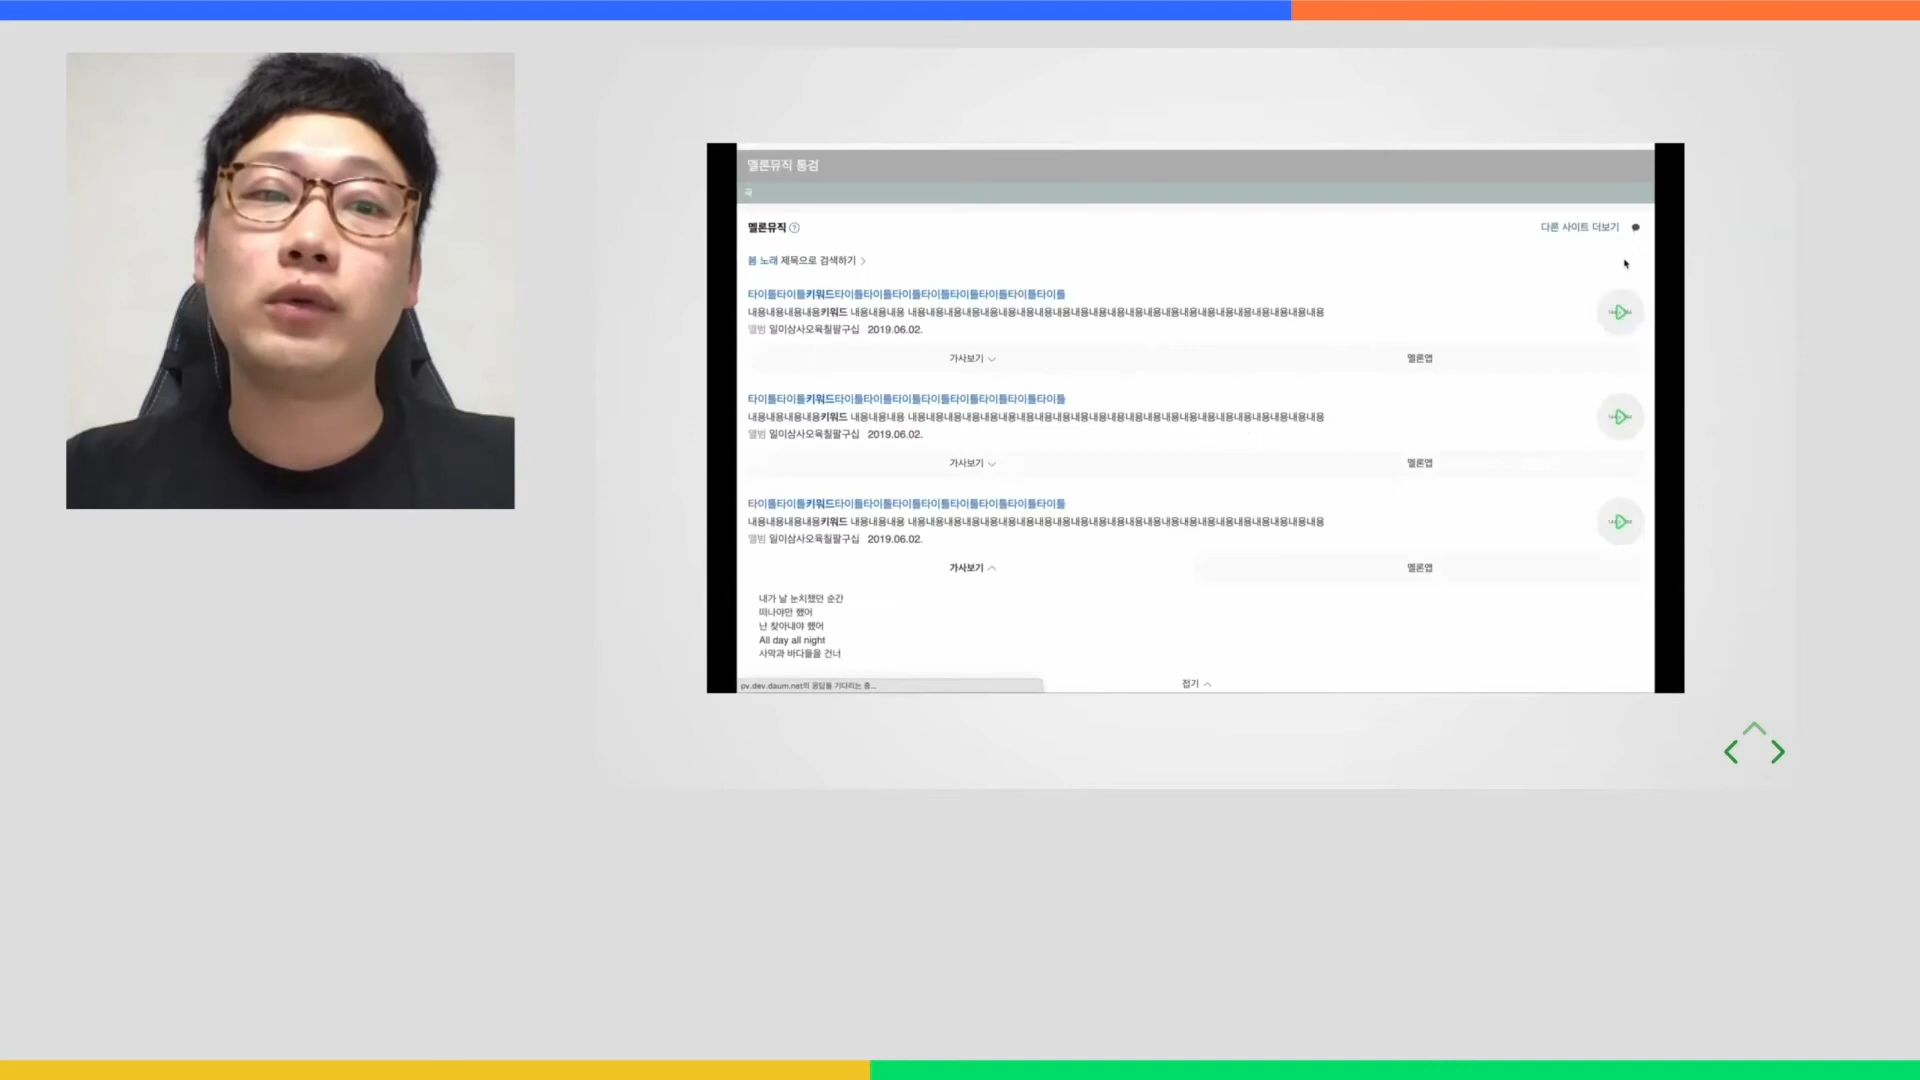 멜론뮤직 통검
곡
멜론뮤직 ?
다른 사이트 더보기
봄 노래 제목으로 검색하기 >
타이틀타이틀키워드타이틀타이틀타이틀타이틀타이틀타이틀타이틀타이틀
내용내용내용내용키워드 내용내용내용 내용내용내용내용내용내용내용내용내용내용내용내용내용내용내용내용내용내용내용내용내용내용내용
앨범 일이삼사오육칠팔구십 2019.06.02.
가사보기
멜론앱
타이틀타이틀키워드타이틀타이틀타이틀타이틀타이틀타이틀타이틀타이틀
내용내용내용내용키워드 내용내용내용 내용내용내용내용내용내용내용내용내용내용내용내용내용내용내용내용내용내용내용내용내용내용내용
앨범 일이삼사오육칠팔구십 2019.06.02.
가사보기
멜론앱
타이틀타이틀키워드타이틀타이틀타이틀타이틀타이틀타이틀타이틀타이틀
내용내용내용내용키워드 내용내용내용 내용내용내용내용내용내용내용내용내용내용내용내용내용내용내용내용내용내용내용내용내용내용내용
앨범 일이삼사오육칠팔구십 2019.06.02.
가사보기
멜론앱
내가 날 눈치챘던 순간
떠나야만 했어
난 찾아내야 했어
All day all night
사막과 바다들을 건너
pv.dev.daum.net의 응답을 기다리는 중...
접기